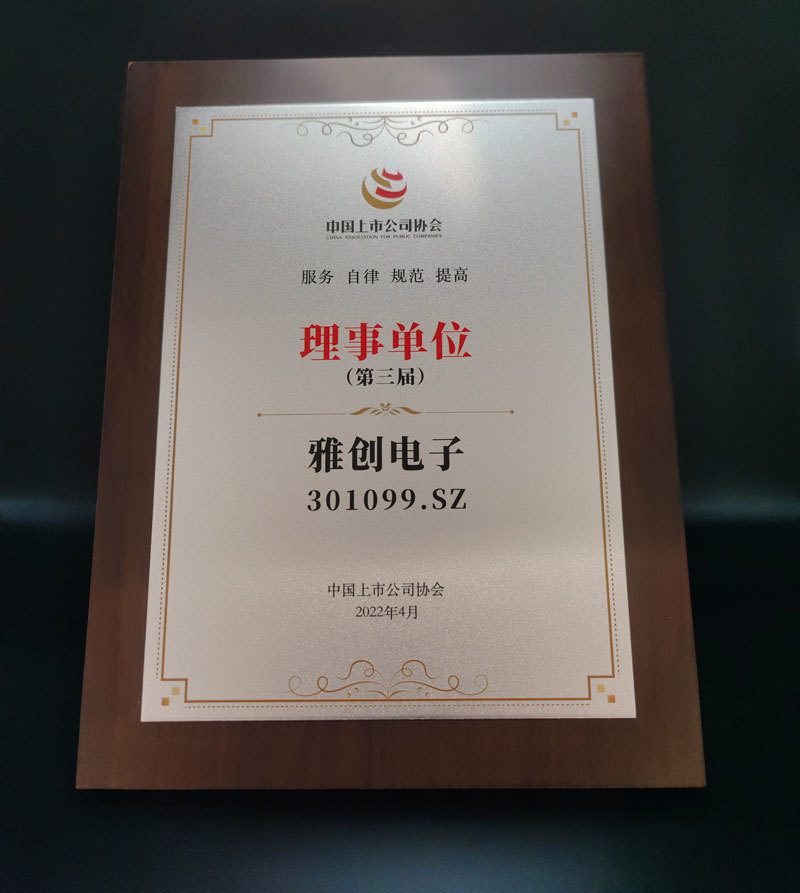 中国上市公司协会
CHINA ASSOCIATION FOR PUBLIC COMPANIES
服务 自律 规范 提高
理事单位
（第三届）
雅创电子
301099.SZ
中国上市公司协会
2022年4月